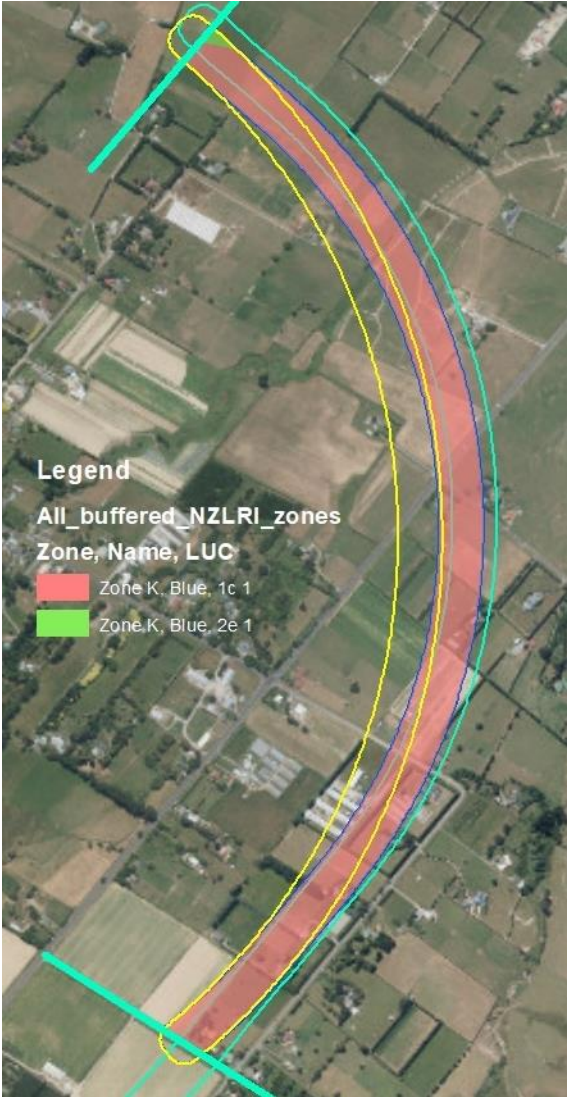 Legend
All_buffered_NZLRI_zones
Zone, Name, LUC
Zone K, Blue, 1c 1
Zone K, Blue, 2e 1